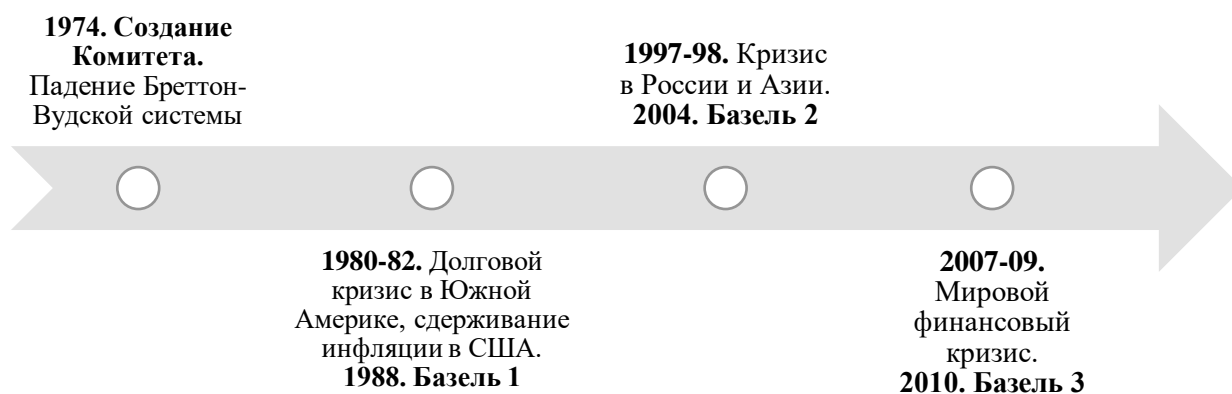 1974. Создание
Комитета.
Падение Бреттон-
Вудской системы
1980-82. Долговой
кризис в Южной
Америке, сдерживание
инфляции в США.
1988. Базель 1
1997-98. Кризис
в России и Азии.
2004. Базель 2
2007-09.
Мировой
финансовый
кризис.
2010. Базель 3